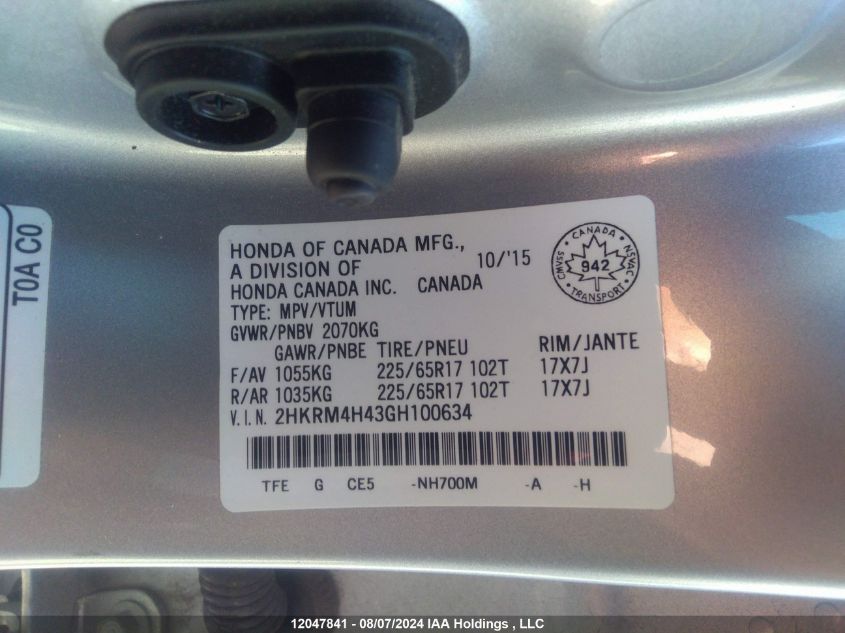 T0A C0
HONDA OF CANADA MFG.,
A DIVISION OF
HONDA CANADA INC. CANADA
10/'15
CANADA
CMVSS 942 NSVAC
TRANSPORT
TYPE: MPV/VTUM
GVWR/PNBV 2070KG
GAWR/PNBE TIRE/PNEU RIM/JANTE
F/AV 1055KG 225/65R17 102T 17X7J
R/AR 1035KG 225/65R17 102T 17X7J
V.I.N. 2HKRM4H43GH100634
TFE G CE5 -NH700M -A -H
12047841 - 08/07/2024 IAA Holdings , LLC